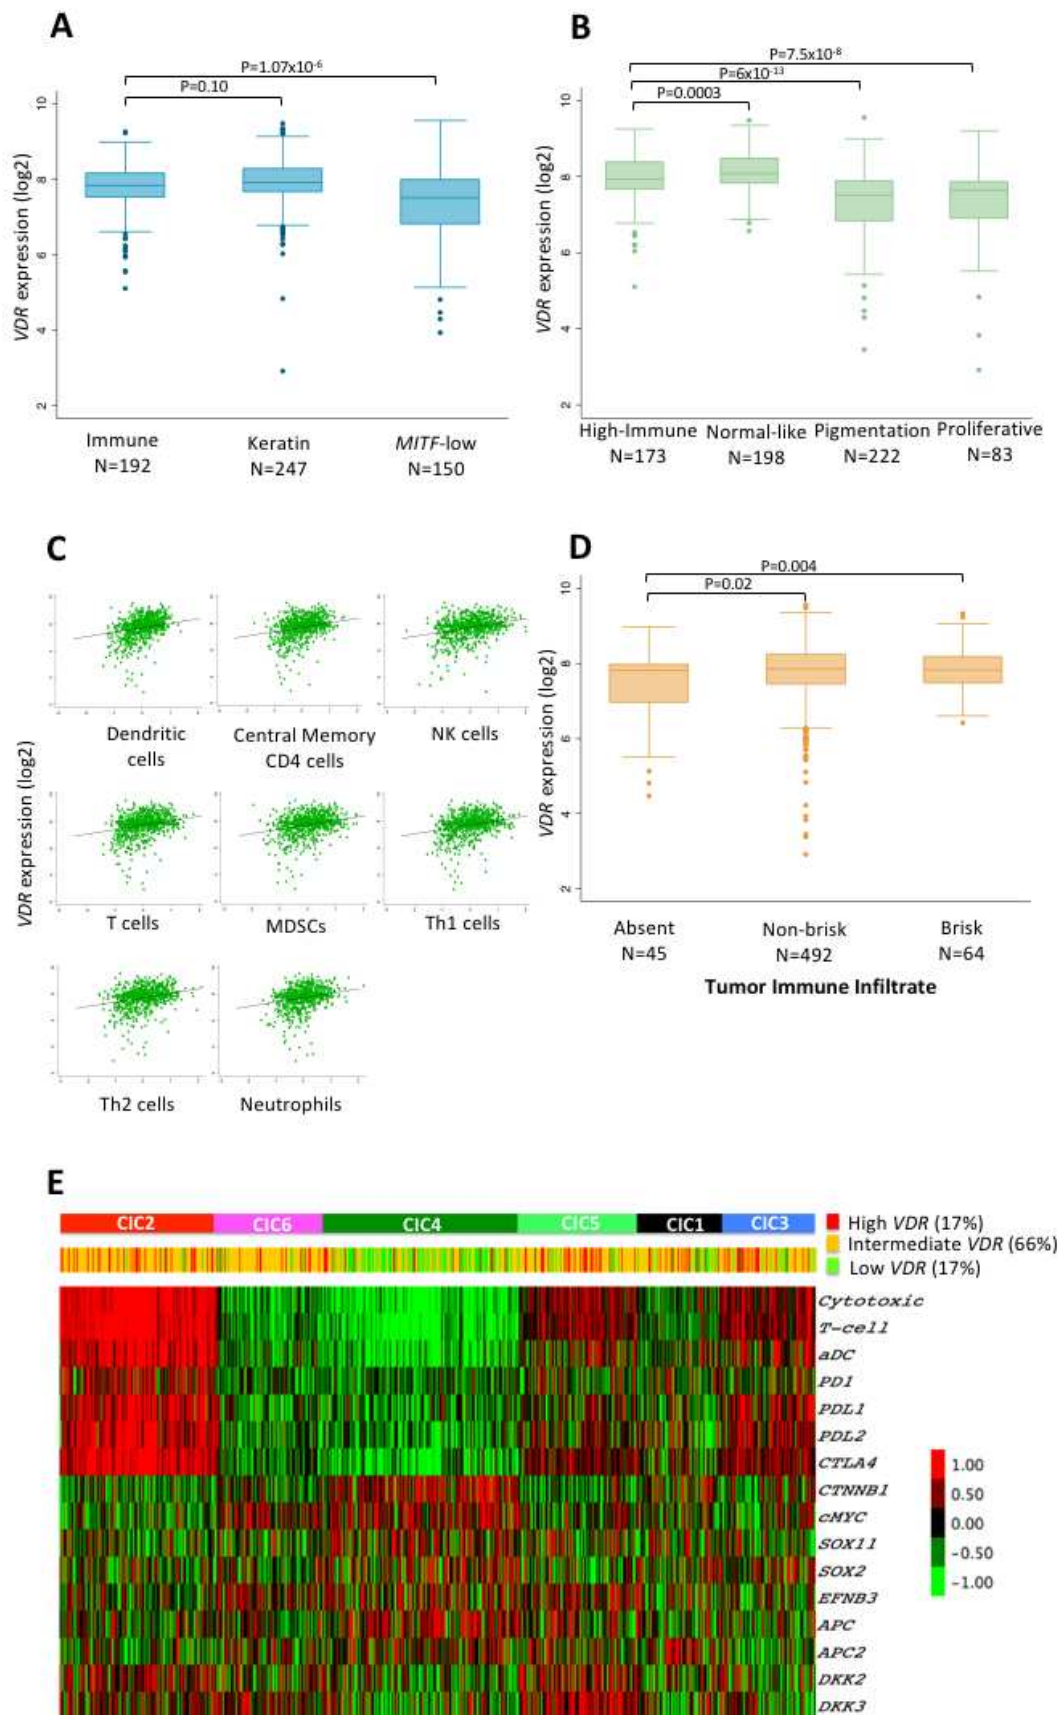 A
P=1.07x10-6
P=0.10
VDR expression (log2)
10
8
6
4
2
Immune
N=192
Keratin
N=247
MITF-low
N=150
B
P=7.5x10-8
P=6x10-13
P=0.0003
VDR expression (log2)
10
8
6
4
2
High-Immune
N=173
Normal-like
N=198
Pigmentation
N=222
Proliferative
N=83
C
VDR expression (log2)
Dendritic
cells
Central Memory
CD4 cells
NK cells
T cells
MDSCs
Th1 cells
Th2 cells
Neutrophils
D
P=0.004
P=0.02
VDR expression (log2)
10
8
6
4
2
Absent
N=45
Non-brisk
N=492
Brisk
N=64
Tumor Immune Infiltrate
E
CIC2 CIC6 CIC4 CIC5 CIC1 CIC3
High VDR (17%)
Intermediate VDR (66%)
Low VDR (17%)
Cytotoxic
T-cell
aDC
PD1
PDL1
PDL2
CTLA4
CTNNB1
cMYC
SOX11
SOX2
EFNB3
APC
APC2
DKK2
DKK3
1.00
0.50
0.00
-0.50
-1.00